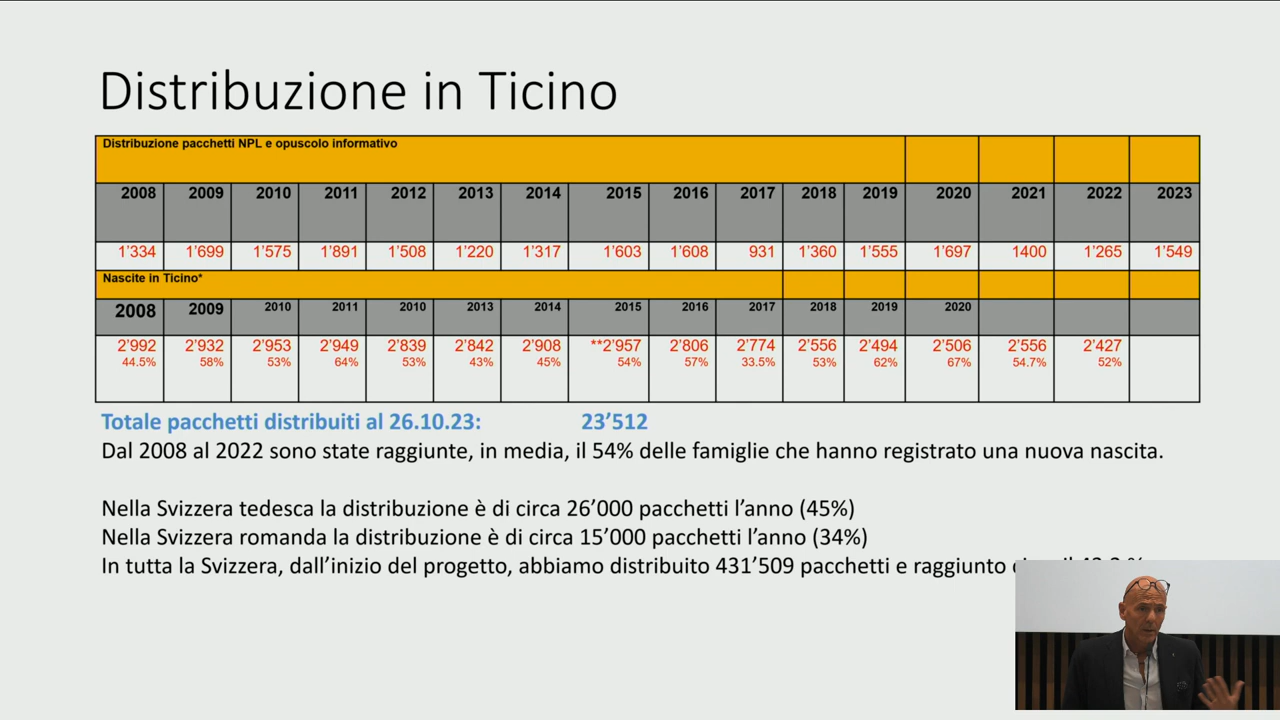 Distribuzione in Ticino
Distribuzione pacchetti NPL e opuscolo informativo
2008 2009 2010 2011 2012 2013 2014 2015 2016 2017 2018 2019 2020 2021 2022 2023
1’334 1’699 1’575 1’891 1’508 1’220 1’317 1’603 1’608 931 1’360 1’555 1’697 1400 1’265 1’549
Nascite in Ticino*
2008 2009 2010 2011 2010 2013 2014 2015 2016 2017 2018 2019 2020
2’992 2’932 2’953 2’949 2’839 2’842 2’908 **2’957 2’806 2’774 2’556 2’494 2’506 2’556 2’427
44.5% 58% 53% 64% 53% 43% 45% 54% 57% 33.5% 53% 62% 67% 54.7% 52%
Totale pacchetti distribuiti al 26.10.23: 23’512
Dal 2008 al 2022 sono state raggiunte, in media, il 54% delle famiglie che hanno registrato una nuova nascita.
Nella Svizzera tedesca la distribuzione è di circa 26’000 pacchetti l’anno (45%)
Nella Svizzera romanda la distribuzione è di circa 15’000 pacchetti l’anno (34%)
In tutta la Svizzera, dall’inizio del progetto, abbiamo distribuito 431’509 pacchetti e raggiunto